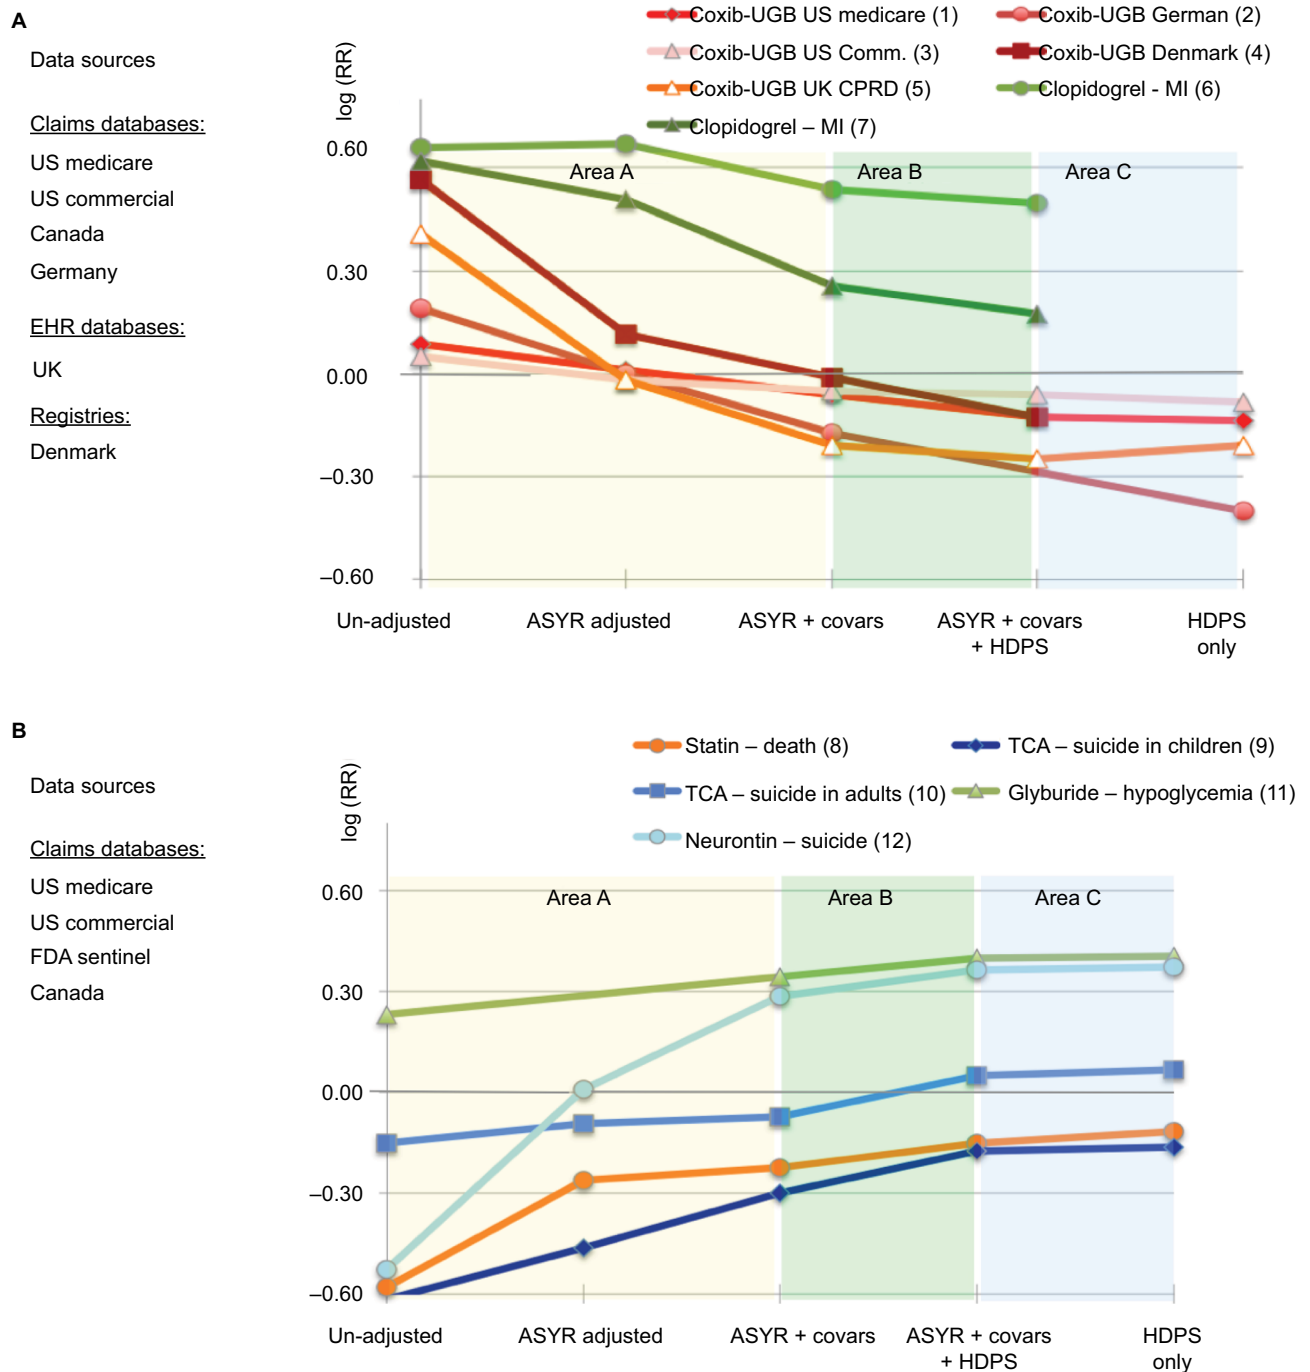 A
Coxib-UGB US medicare (1)
Coxib-UGB German (2)
Coxib-UGB US Comm. (3)
Coxib-UGB Denmark (4)
Coxib-UGB UK CPRD (5)
Clopidogrel - MI (6)
Clopidogrel – MI (7)
Data sources
Claims databases:
US medicare
US commercial
Canada
Germany
EHR databases:
UK
Registries:
Denmark
log (RR)
0.60
0.30
0.00
–0.30
–0.60
Area A
Area B
Area C
Un-adjusted
ASYR adjusted
ASYR + covars
ASYR + covars
+ HDPS
HDPS
only
B
Statin – death (8)
TCA – suicide in children (9)
TCA – suicide in adults (10)
Glyburide – hypoglycemia (11)
Neurontin – suicide (12)
Data sources
Claims databases:
US medicare
US commercial
FDA sentinel
Canada
log (RR)
0.60
0.30
0.00
–0.30
–0.60
Area A
Area B
Area C
Un-adjusted
ASYR adjusted
ASYR + covars
ASYR + covars
+ HDPS
HDPS
only